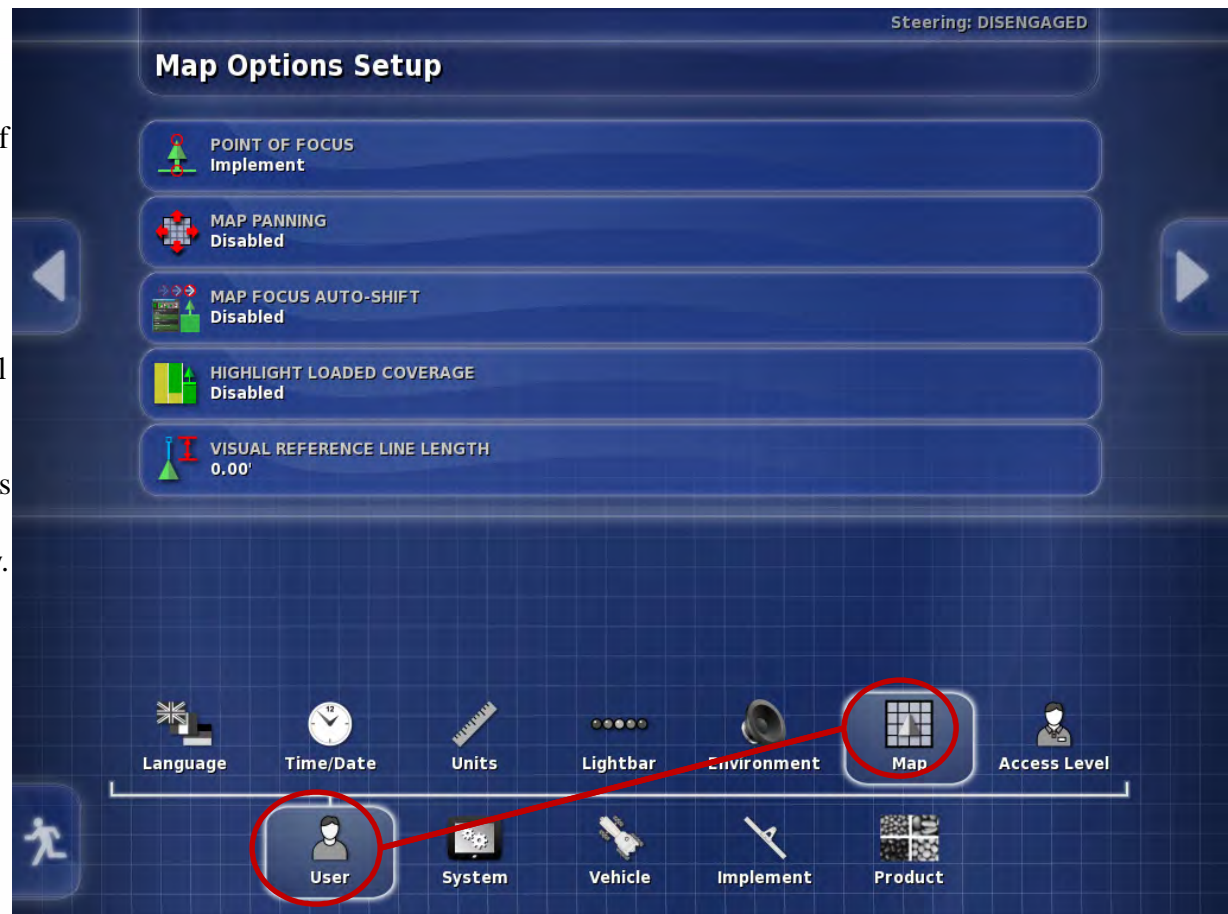 Steering: DISENGAGED
Map Options Setup
f
POINT OF FOCUS
Implement
MAP PANNING
Disabled
MAP FOCUS AUTO-SHIFT
Disabled
l
HIGHLIGHT LOADED COVERAGE
Disabled
VISUAL REFERENCE LINE LENGTH
0.00'
s
.
12
Language Time/Date Units Lightbar Environment Map Access Level
User System Vehicle Implement Product